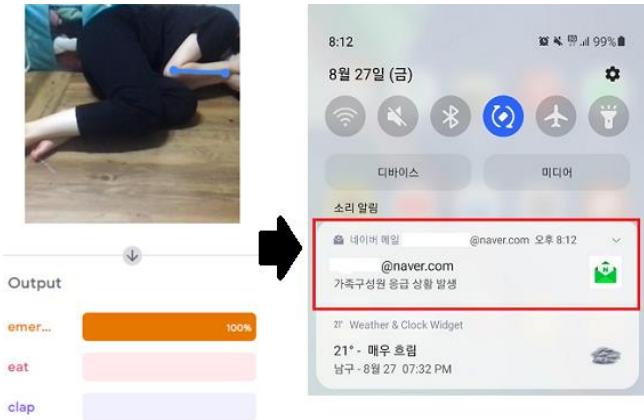 Output
emer...
100%
eat
clap
8:12
99%
8월 27일 (금)
디바이스
미디어
소리 알림
네이버 메일
@naver.com 오후 8:12
@naver.com
가족구성원 응급 상황 발생
21° Weather & Clock Widget
21° - 매우 흐림
남구 - 8월 27 07:32 PM